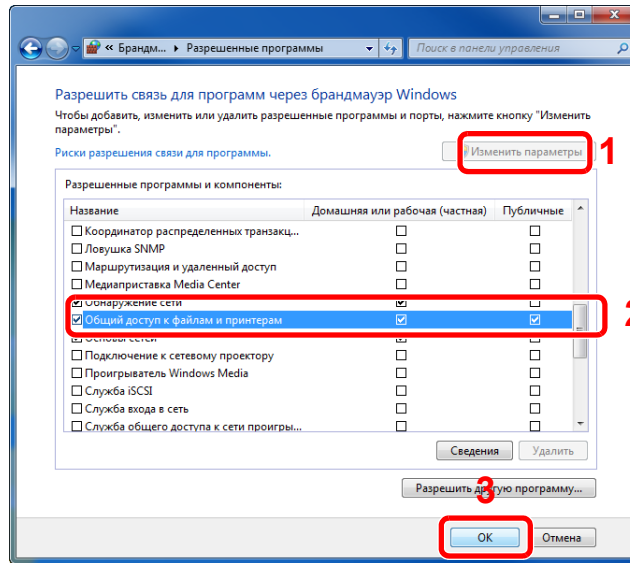 « Брандм... ▸ Разрешенные программы
Поиск в панели управления
Разрешить связь для программ через брандмауэр Windows
Чтобы добавить, изменить или удалить разрешенные программы и порты, нажмите кнопку "Изменить
параметры".
Риски разрешения связи для программы.
Изменить параметры
1
Разрешенные программы и компоненты:
Название Домашняя или рабочая (частная) Публичные
Координатор распределенных транзакц...
Ловушка SNMP
Маршрутизация и удаленный доступ
Медиаприставка Media Center
Обнаружение сети
Общий доступ к файлам и принтерам
2
Основы сетей
Подключение к сетевому проектору
Проигрыватель Windows Media
Служба iSCSI
Служба входа в сеть
Служба общего доступа к сети проигры...
Сведения Удалить
Разрешить другую программу...
3
ОК Отмена